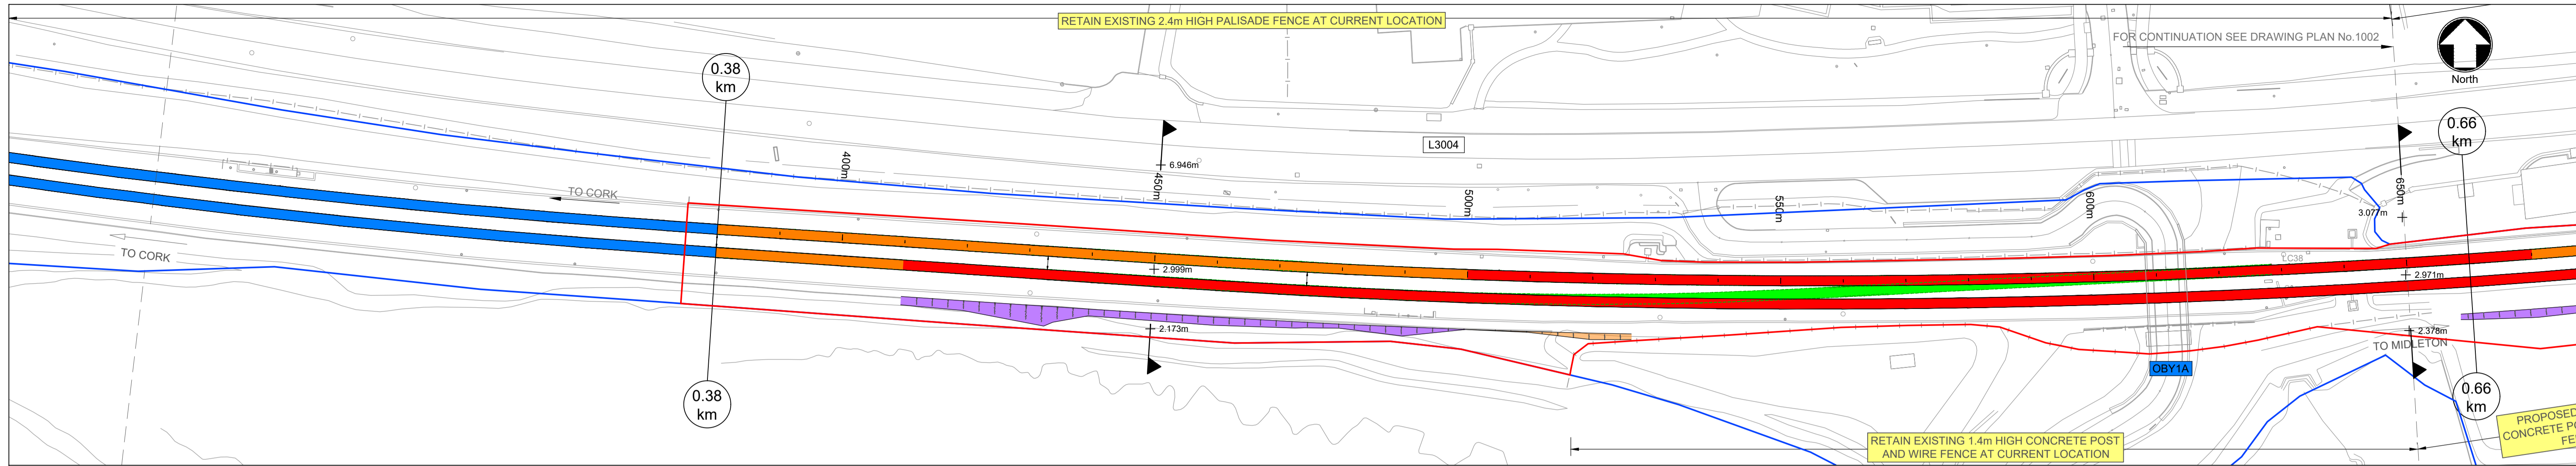 RETAIN EXISTING 2.4m HIGH PALISADE FENCE AT CURRENT LOCATION
FOR CONTINUATION SEE DRAWING PLAN No.1002
North
0.38
km
0.66
km
L3004
6.946m
400m
450m
500m
550m
600m
650m
3.077m
TO CORK
TO CORK
2.999m
LC38
2.971m
2.173m
2.378m
TO MIDLETON
OBY1A
0.38
km
0.66
km
RETAIN EXISTING 1.4m HIGH CONCRETE POST
AND WIRE FENCE AT CURRENT LOCATION
PROPOSED
CONCRETE PO
FE